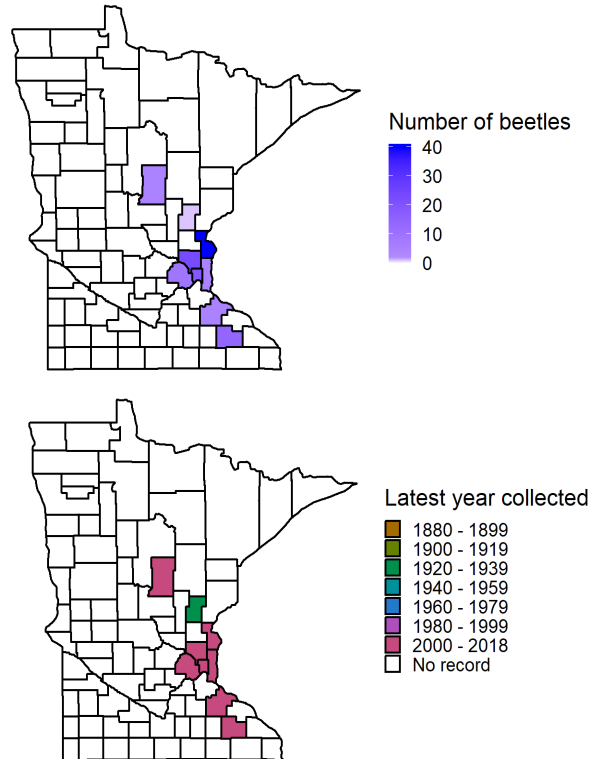 Number of beetles
40
30
20
10
0
Latest year collected
1880 - 1899
1900 - 1919
1920 - 1939
1940 - 1959
1960 - 1979
1980 - 1999
2000 - 2018
No record